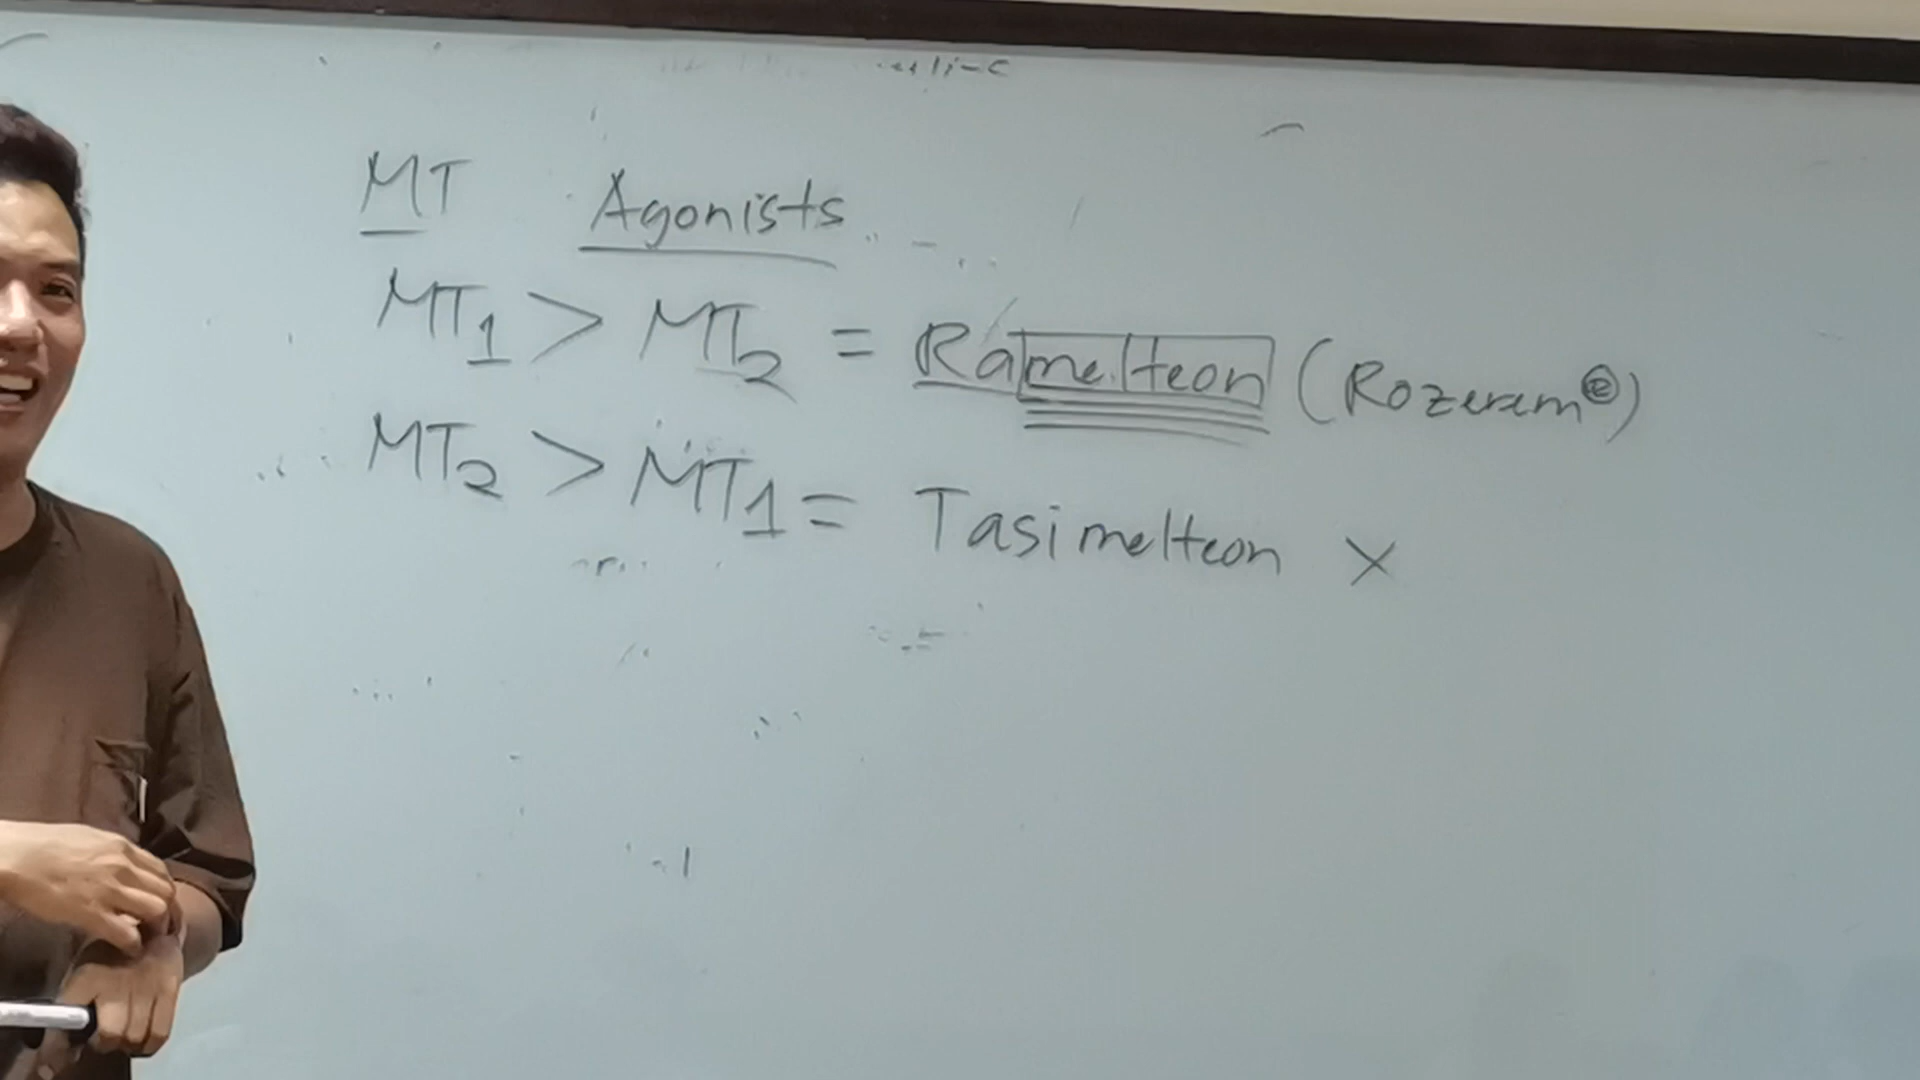 MT Agonists
MT1 > MT2 = Ramelteon (Rozerem®)
MT2 > MT1 = Tasimelteon X